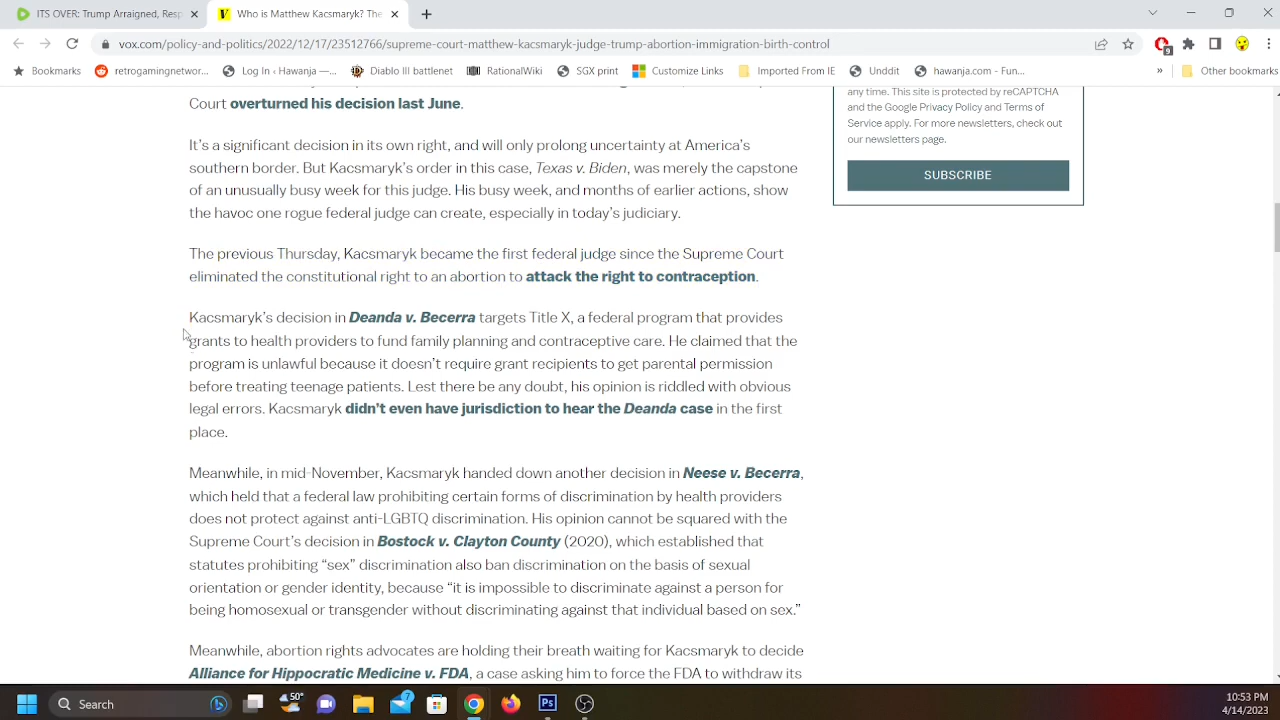 ITS OVER: Trump Arraigned, Resp
Who is Matthew Kacsmaryk? The
vox.com/policy-and-politics/2022/12/17/23512766/supreme-court-matthew-kacsmaryk-judge-trump-abortion-immigration-birth-control
9
Bookmarks
retrogamingnetwor...
Log In ‹ Hawanja —...
Diablo III battlenet
RationalWiki
SGX print
Customize Links
Imported From IE
Unddit
hawanja.com - Fun...
»
Other bookmarks
Court overturned his decision last June.
It’s a significant decision in its own right, and will only prolong uncertainty at America’s
southern border. But Kacsmaryk’s order in this case, Texas v. Biden, was merely the capstone
of an unusually busy week for this judge. His busy week, and months of earlier actions, show
the havoc one rogue federal judge can create, especially in today’s judiciary.
The previous Thursday, Kacsmaryk became the first federal judge since the Supreme Court
eliminated the constitutional right to an abortion to attack the right to contraception.
Kacsmaryk’s decision in Deanda v. Becerra targets Title X, a federal program that provides
grants to health providers to fund family planning and contraceptive care. He claimed that the
program is unlawful because it doesn’t require grant recipients to get parental permission
before treating teenage patients. Lest there be any doubt, his opinion is riddled with obvious
legal errors. Kacsmaryk didn’t even have jurisdiction to hear the Deanda case in the first
place.
Meanwhile, in mid-November, Kacsmaryk handed down another decision in Neese v. Becerra,
which held that a federal law prohibiting certain forms of discrimination by health providers
does not protect against anti-LGBTQ discrimination. His opinion cannot be squared with the
Supreme Court’s decision in Bostock v. Clayton County (2020), which established that
statutes prohibiting “sex” discrimination also ban discrimination on the basis of sexual
orientation or gender identity, because “it is impossible to discriminate against a person for
being homosexual or transgender without discriminating against that individual based on sex.”
Meanwhile, abortion rights advocates are holding their breath waiting for Kacsmaryk to decide
Alliance for Hippocratic Medicine v. FDA, a case asking him to force the FDA to withdraw its
any time. This site is protected by reCAPTCHA
and the Google Privacy Policy and Terms of
Service apply. For more newsletters, check out
our newsletters page.
SUBSCRIBE
Search
50°
7
Ps
10:53 PM
4/14/2023